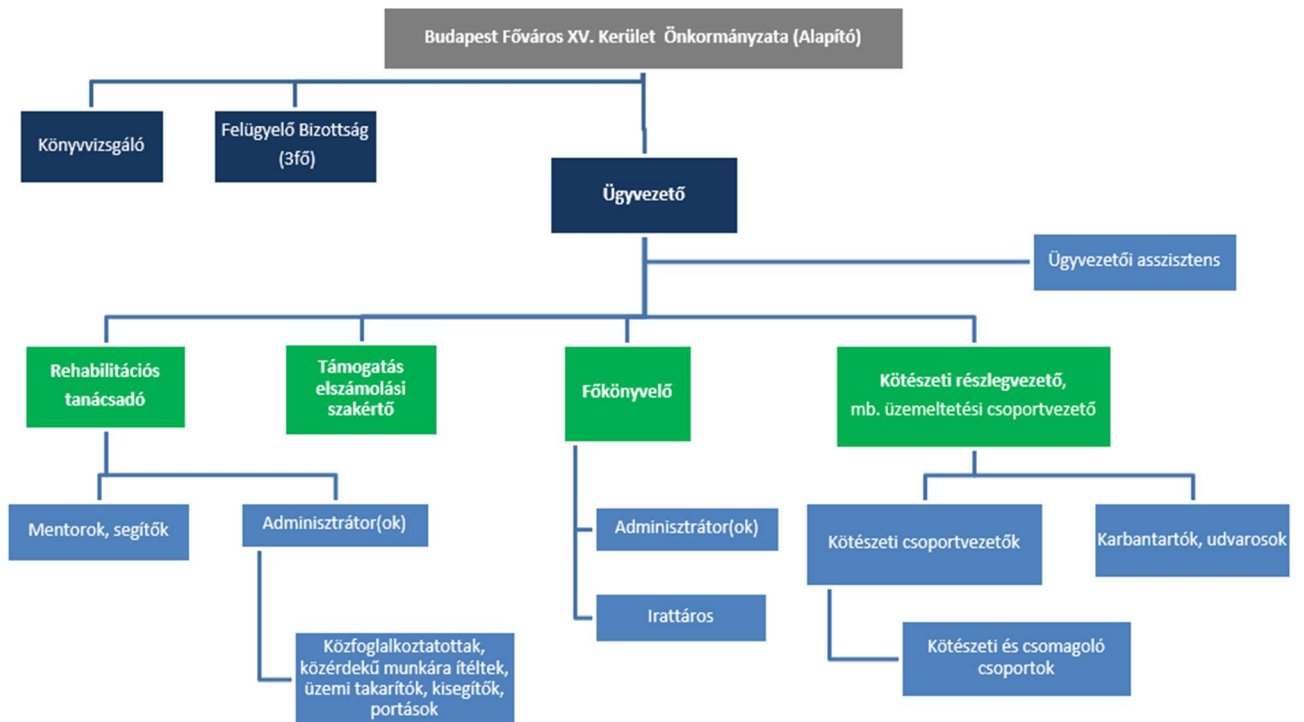 Budapest Főváros XV. Kerület Önkormányzata (Alapító)
Könyvvizsgáló
Felügyelő Bizottság
(3fő)
Ügyvezető
Ügyvezetői asszisztens
Rehabilitációs
tanácsadó
Támogatás
elszámolási
szakértő
Főkönyvelő
Kötészeti részlegvezető,
mb. üzemeltetési csoportvezető
Mentorok, segítők
Adminisztrátor(ok)
Közfoglalkoztatottak,
közérdekű munkára ítéltek,
üzemi takarítók, kisegítők,
portások
Adminisztrátor(ok)
Irattáros
Kötészeti csoportvezetők
Karbantartók, udvarosok
Kötészeti és csomagoló
csoportok